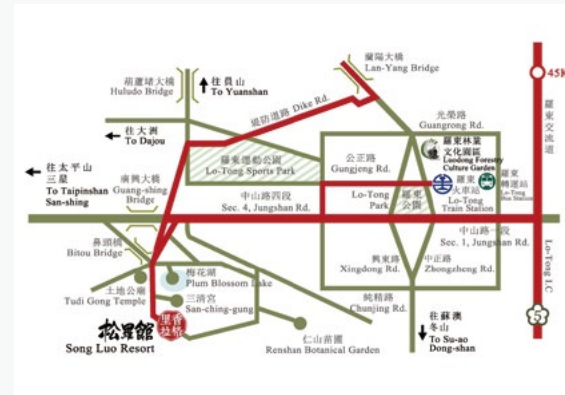 蘭陽大橋
Lan-Yang Bridge
葫蘆堵大橋
Huludo Bridge
往員山
To Yuanshan
45K
堤防道路 Dike Rd.
光榮路
Guangrong Rd.
往大洲
To Dajou
羅東交流道
羅東林業
文化園區
Luodong Forestry
Culture Garden
羅東運動公園
Lo-Tong Sports Park
公正路
Gungjeng Rd.
往太平山
三星
To Taipinshan
San-shing
廣興大橋
Guang-shing
Bridge
羅東
火車站
Lo-Tong
Train Station
羅東
轉運站
Lo-Tong
Bus Station
中山路四段
Sec. 4, Jungshan Rd.
Lo-Tong
Park
羅東
公園
中山路一段
Sec. 1, Jungshan Rd.
鼻頭橋
Bitou Bridge
興東路
Xingdong Rd.
中正路
Zhongzheng Rd.
Lo-Tong I.C
梅花湖
Plum Blossom Lake
土地公廟
Tudi Gong Temple
三清宮
San-ching-gung
純精路
Chunjing Rd.
5
松羅館
Song Luo Resort
里香
拉格
仁山苗圃
Renshan Botanical Garden
往蘇澳
冬山
To Su-ao
Dong-shan